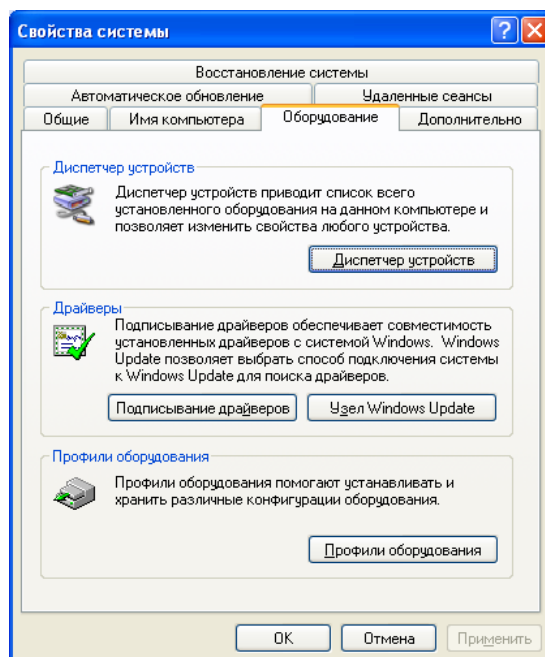 Свойства системы
Восстановление системы
Автоматическое обновление Удаленные сеансы
Общие Имя компьютера Оборудование Дополнительно
Диспетчер устройств
Диспетчер устройств приводит список всего
установленного оборудования на данном компьютере и
позволяет изменить свойства любого устройства.
Диспетчер устройств
Драйверы
Подписывание драйверов обеспечивает совместимость
установленных драйверов с системой Windows. Windows
Update позволяет выбрать способ подключения системы
к Windows Update для поиска драйверов.
Подписывание драйверов Узел Windows Update
Профили оборудования
Профили оборудования помогают устанавливать и
хранить различные конфигурации оборудования.
Профили оборудования
OK Отмена Применить